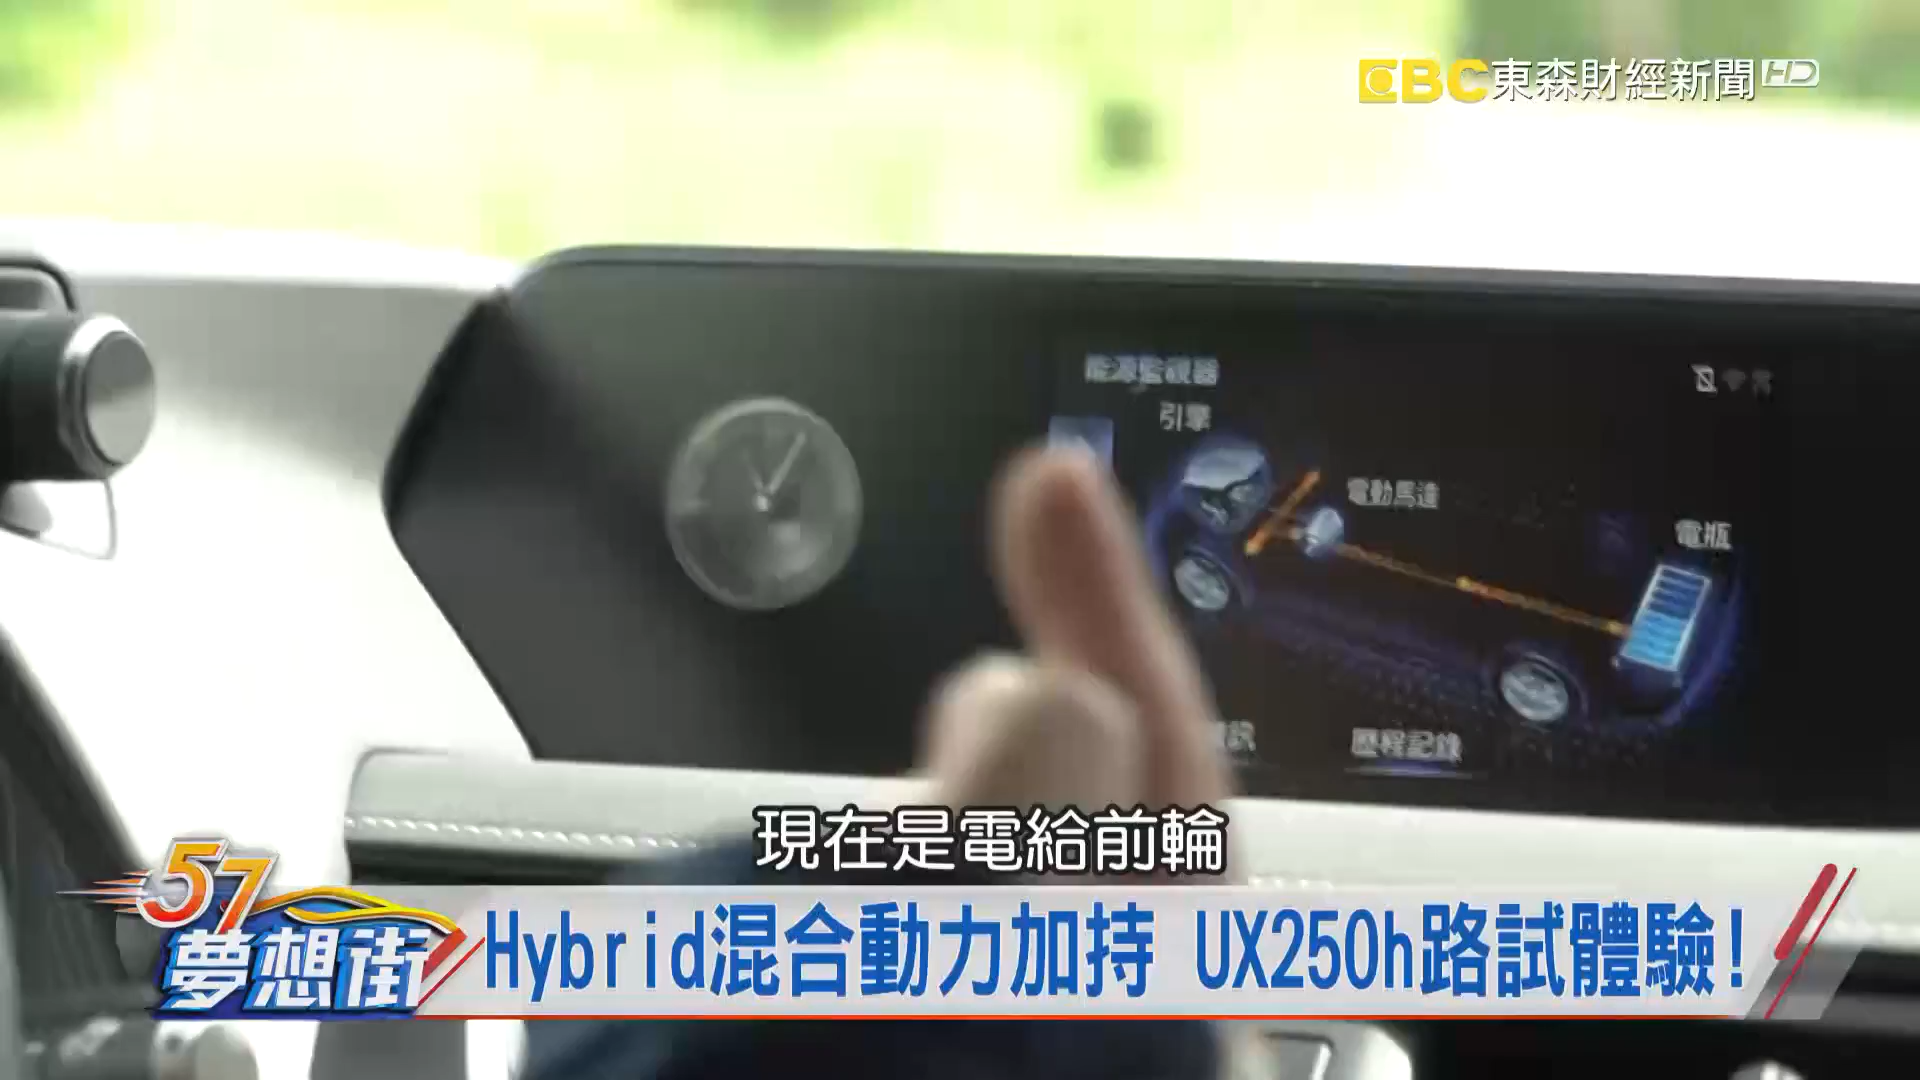 EBC東森財經新聞HD
能源監視器
引擎
電動馬達
電瓶
訊
歷程記錄
現在是電給前輪
57
夢想街
Hybrid混合動力加持 UX250h路試體驗!